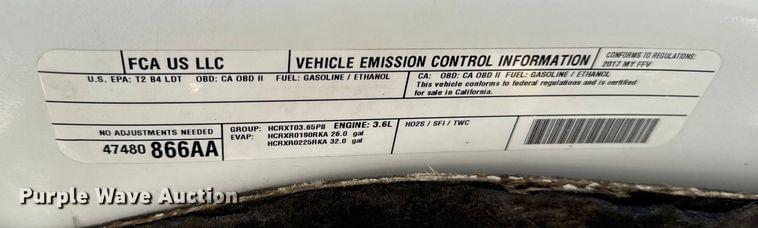 FCA US LLC
VEHICLE EMISSION CONTROL INFORMATION
CONFORMS TO REGULATIONS:
2017 MY FFV
U.S. EPA: T2 B4 LDT OBD: CA OBD II FUEL: GASOLINE / ETHANOL
CA: OBD: CA OBD II FUEL: GASOLINE / ETHANOL
This vehicle conforms to federal regulations and is certified
for sale in California.
NO ADJUSTMENTS NEEDED
47480 866AA
GROUP: HCRXT03.65PB ENGINE: 3.6L
EVAP: HCRXR0190RKA 26.0 gal
HCRXR0225RKA 32.0 gal
HO2S / SFI / TWC
Purple Wave Auction